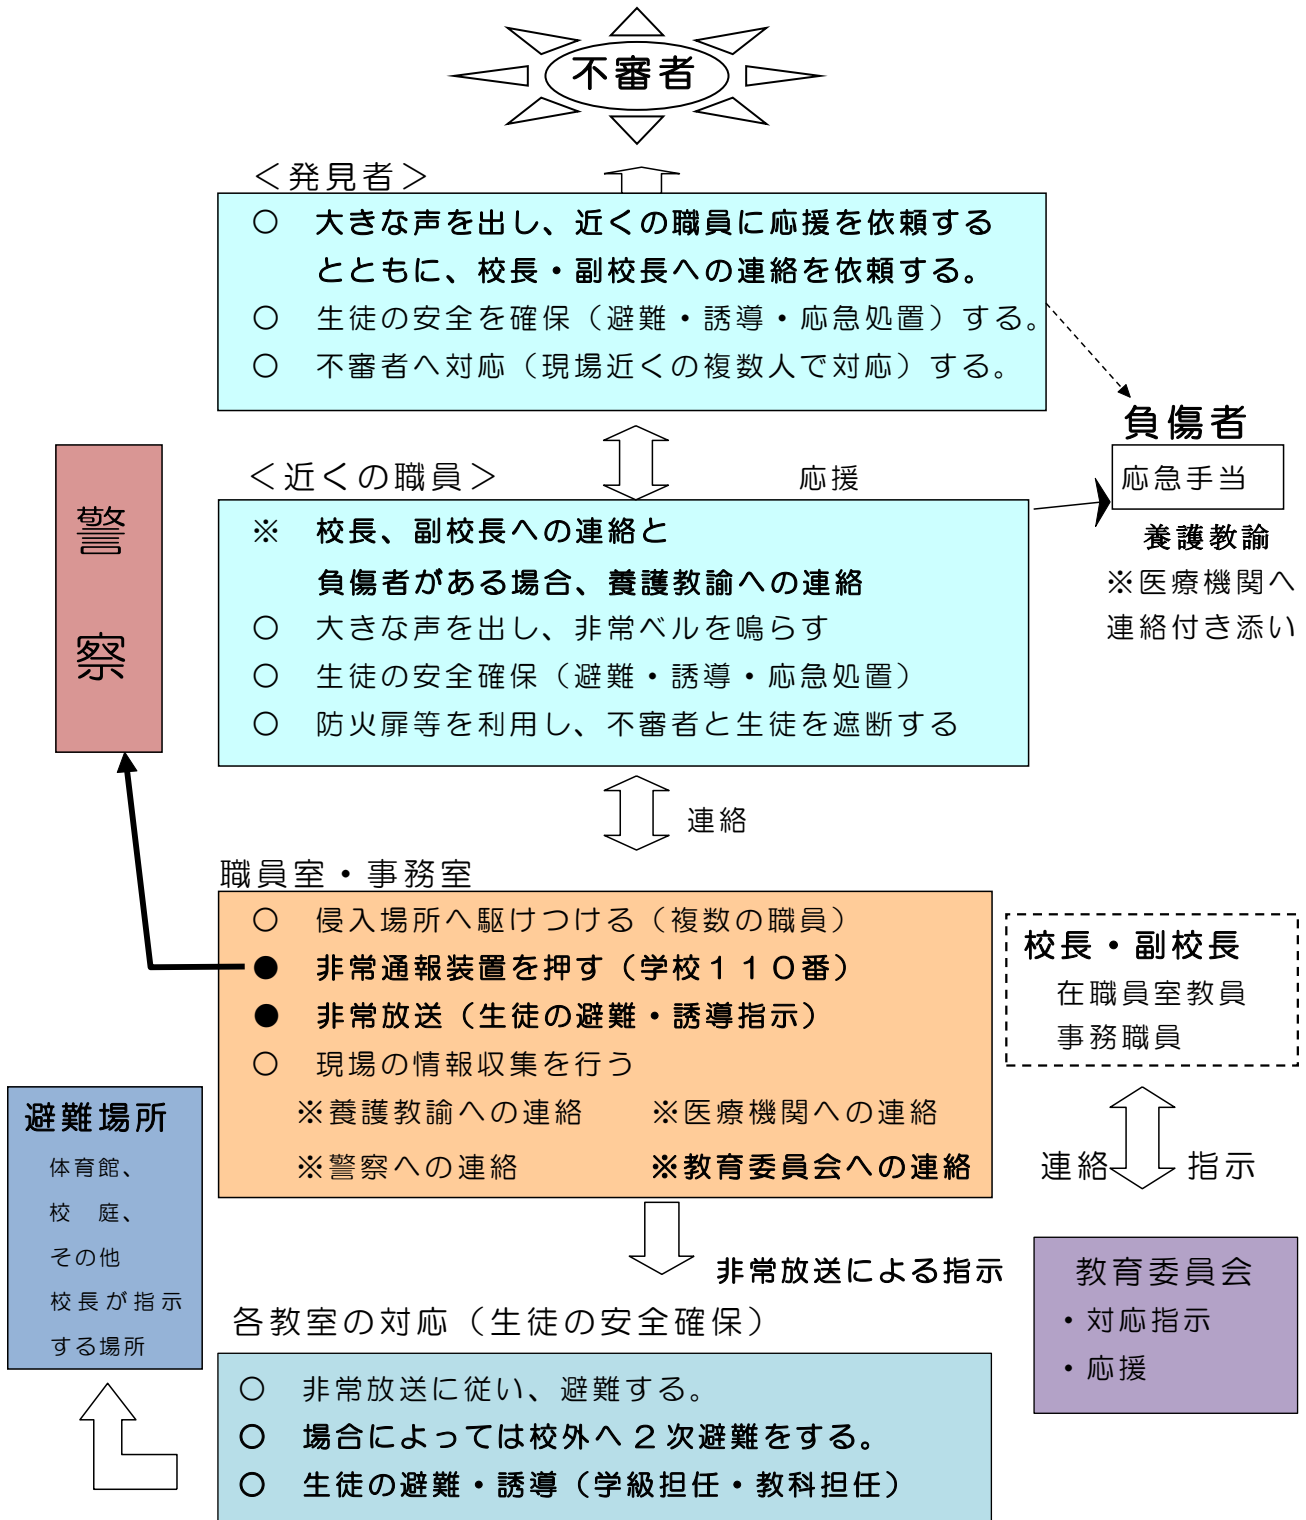 不審者
＜発見者＞
○　大きな声を出し、近くの職員に応援を依頼する
とともに、校長・副校長への連絡を依頼する。
○　生徒の安全を確保（避難・誘導・応急処置）する。
○　不審者へ対応（現場近くの複数人で対応）する。
負傷者
応急手当
養護教諭
※医療機関へ
連絡付き添い
警
察
＜近くの職員＞
応援
※　校長、副校長への連絡と
負傷者がある場合、養護教諭への連絡
○　大きな声を出し、非常ベルを鳴らす
○　生徒の安全確保（避難・誘導・応急処置）
○　防火扉等を利用し、不審者と生徒を遮断する
連絡
職員室・事務室
○　侵入場所へ駆けつける（複数の職員）
●　非常通報装置を押す（学校１１０番）
●　非常放送（生徒の避難・誘導指示）
○　現場の情報収集を行う
※養護教諭への連絡　　※医療機関への連絡
※警察への連絡　　※教育委員会への連絡
校長・副校長
在職員室教員
事務職員
連絡　指示
教育委員会
・対応指示
・応援
非常放送による指示
避難場所
体育館、
校　庭、
その他
校長が指示
する場所
各教室の対応（生徒の安全確保）
○　非常放送に従い、避難する。
○　場合によっては校外へ２次避難をする。
○　生徒の避難・誘導（学級担任・教科担任）